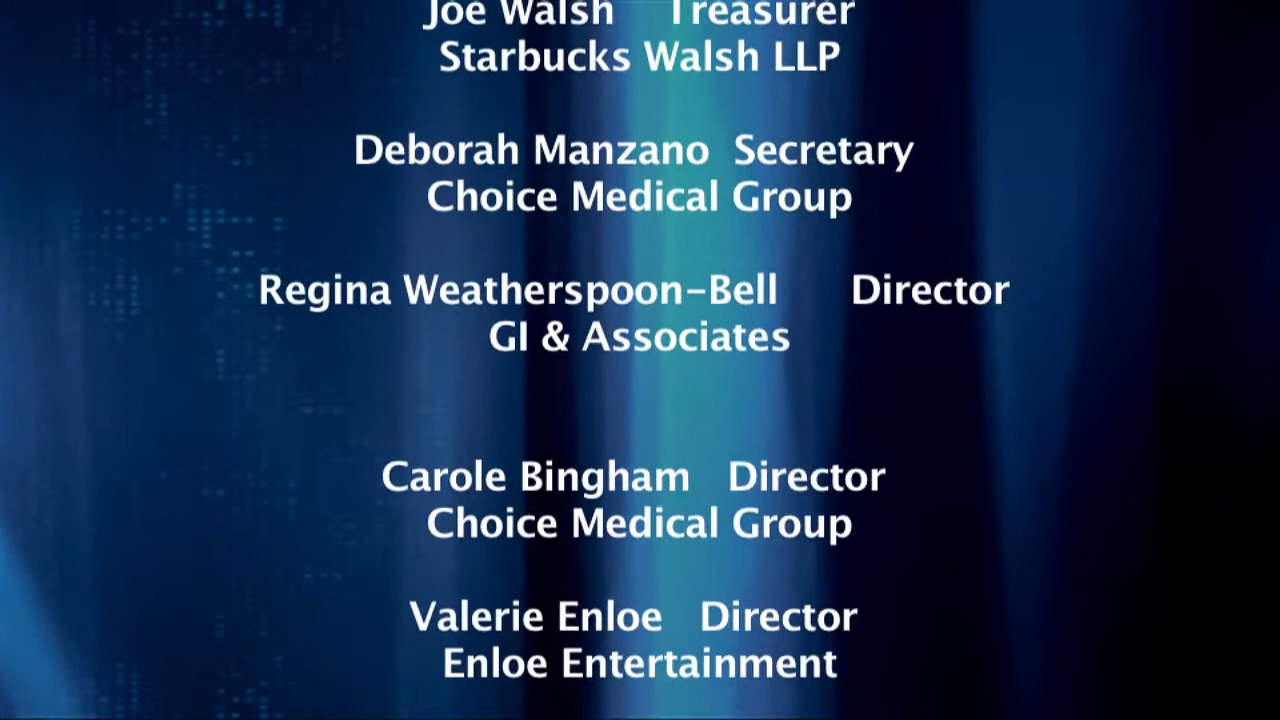 Joe Walsh Treasurer
Starbucks Walsh LLP
Deborah Manzano Secretary
Choice Medical Group
Regina Weatherspoon-Bell Director
GI & Associates
Carole Bingham Director
Choice Medical Group
Valerie Enloe Director
Enloe Entertainment